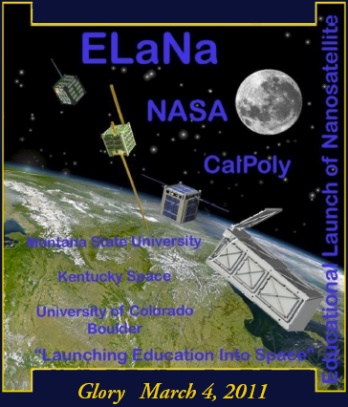 ELaNa
NASA
CalPoly
Educational Launch of Nanosatellite
Montana State University
Kentucky Space
University of Colorado
Boulder
"Launching Education Into Space"
Glory March 4, 2011